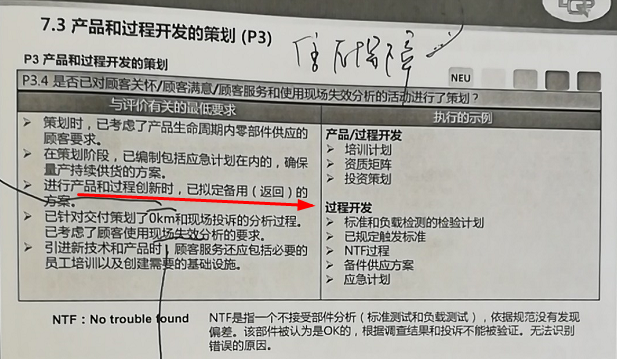 7.3 产品和过程开发的策划 (P3)
P3 产品和过程开发的策划
NEU
P3.4 是否已对顾客关怀/顾客满意/顾客服务和使用现场失效分析的活动进行了策划？
与评价有关的最低要求
策划时，已考虑了产品生命周期内零部件供应的
顾客要求。
在策划阶段，已编制包括应急计划在内的，确保
量产持续供货的方案。
进行产品和过程创新时，已拟定备用（返回）的
方案。
已针对交付策划了0km和现场投诉的分析过程。
已考虑了顾客使用现场失效分析的要求。
引进新技术和产品时，顾客服务还应包括必要的
员工培训以及创建需要的基础设施。
执行的示例
产品/过程开发
培训计划
资质矩阵
投资策划
过程开发
标准和负载检测的检验计划
已规定触发标准
NTF过程
备件供应方案
应急计划
NTF：No trouble found
NTF是指一个不接受部件分析（标准测试和负载测试），依据规范没有发现
偏差。该部件被认为是OK的，根据调查结果和投诉不能被验证。无法识别
错误的原因。